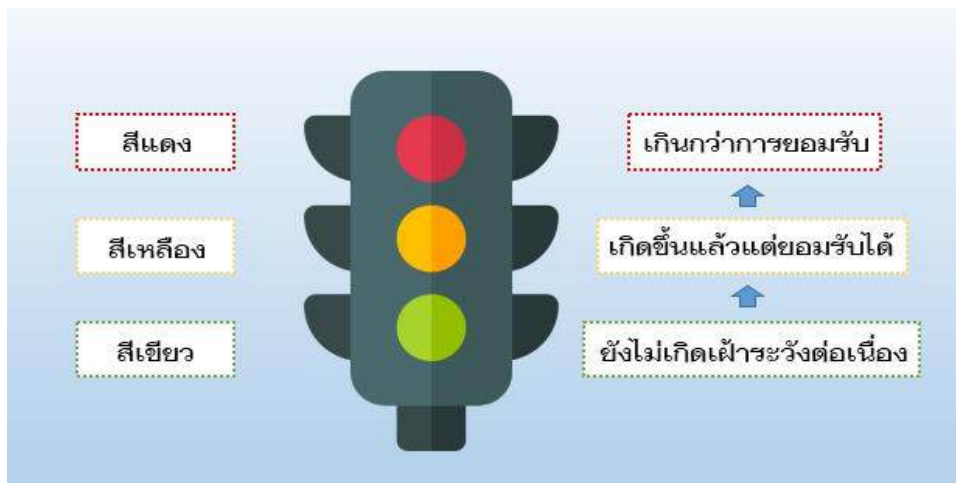 สีแดง
เกินกว่าการยอมรับ
สีเหลือง
เกิดขึ้นแล้วแต่ยอมรับได้
สีเขียว
ยังไม่เกิดเฝ้าระวังต่อเนื่อง